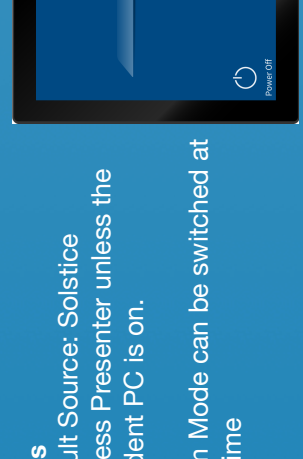 s
ult Source: Solstice
ess Presenter unless the
dent PC is on.
n Mode can be switched at
ime
Power Off